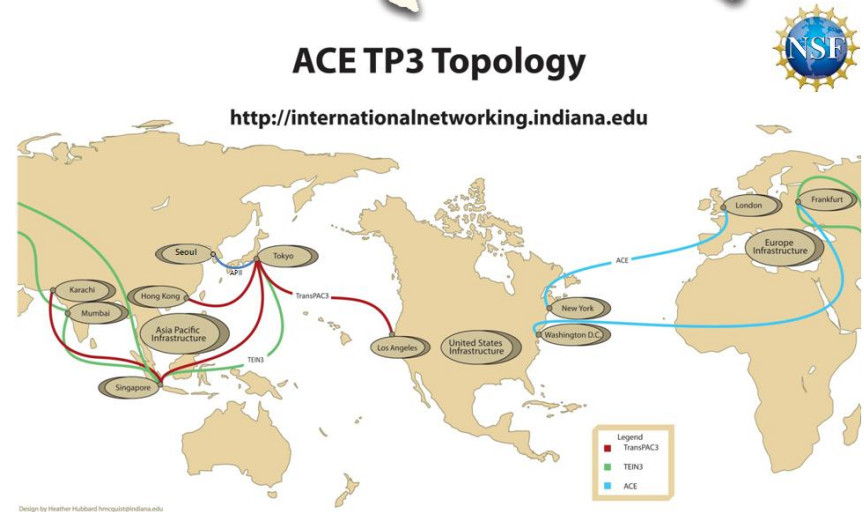 ACE TP3 Topology
NSF
http://internationalnetworking.indiana.edu
London
Frankfurt
Seoul
Tokyo
Europe
Infrastructure
ACE
APII
Karachi
Hong Kong
TransPAC3
New York
Mumbai
Asia Pacific
Infrastructure
Los Angeles
United States
Infrastructure
Washington D.C.
TEIN3
Singapore
Legend
TransPAC3
TEIN3
ACE
Design by Heather Hubbard hmcquist@indiana.edu